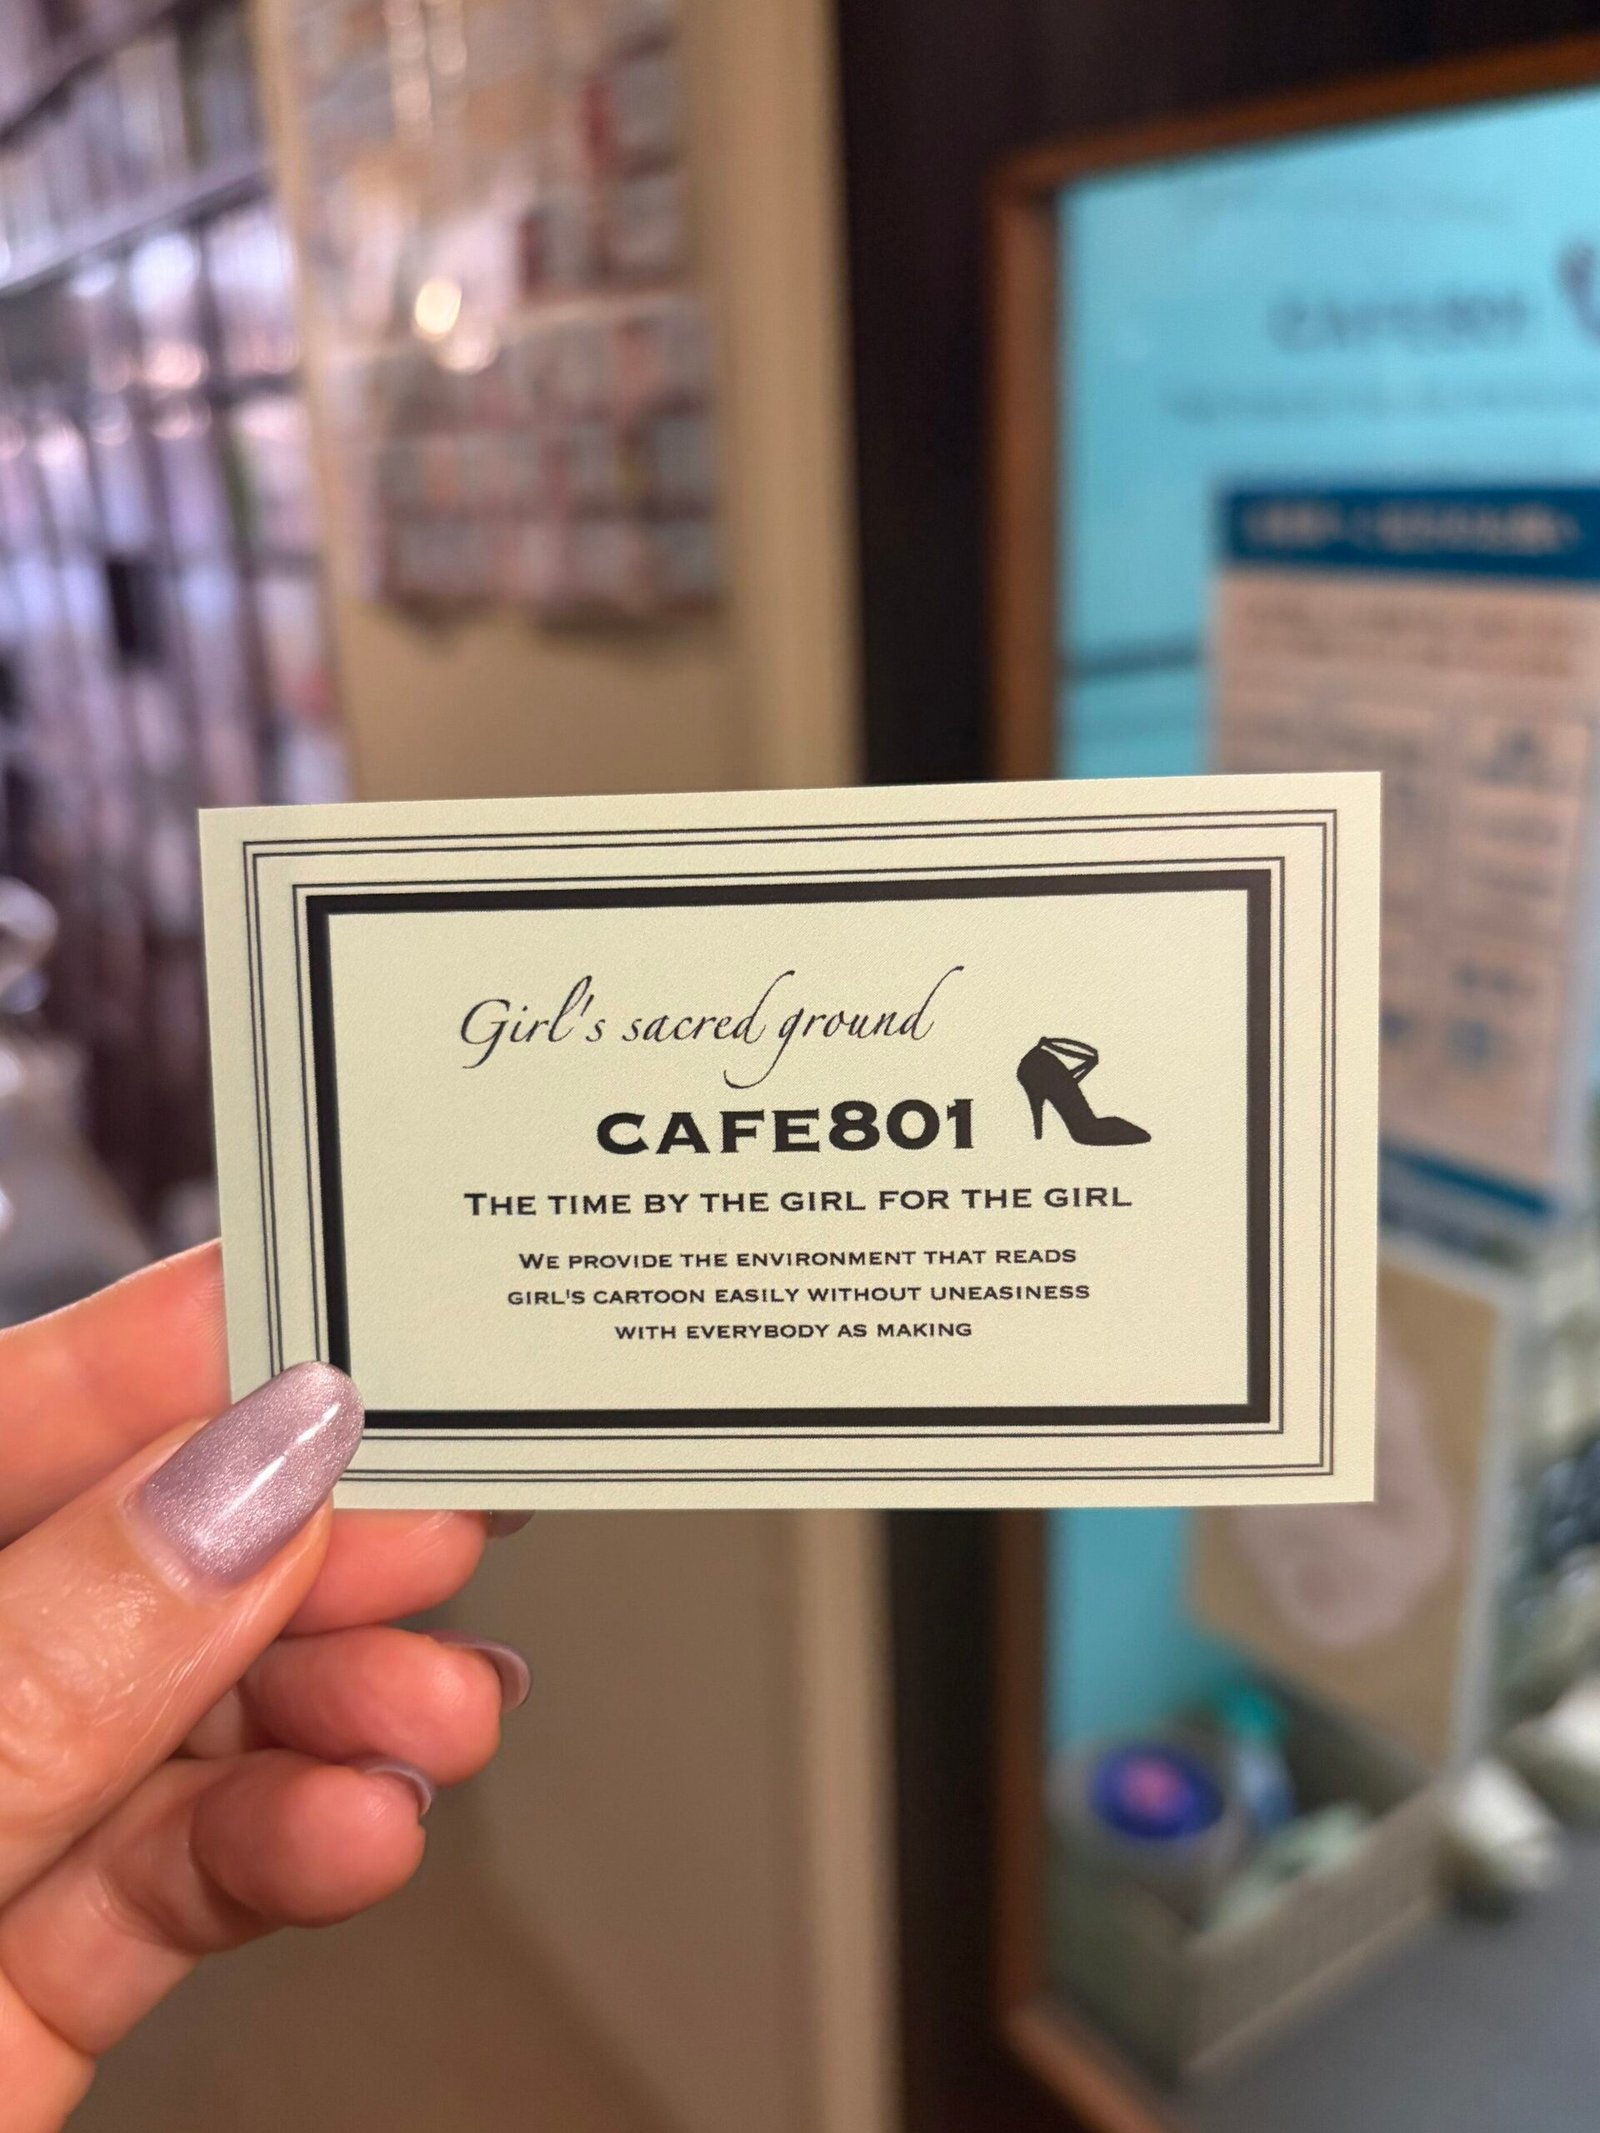 Girl's sacred ground
CAFE801
THE TIME BY THE GIRL FOR THE GIRL
WE PROVIDE THE ENVIRONMENT THAT READS
GIRL'S CARTOON EASILY WITHOUT UNEASINESS
WITH EVERYBODY AS MAKING
CAFE801